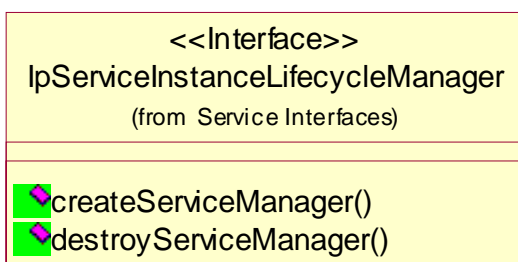 <<Interface>>
IpServiceInstanceLifecycleManager
(from Service Interfaces)
createServiceManager()
destroyServiceManager()